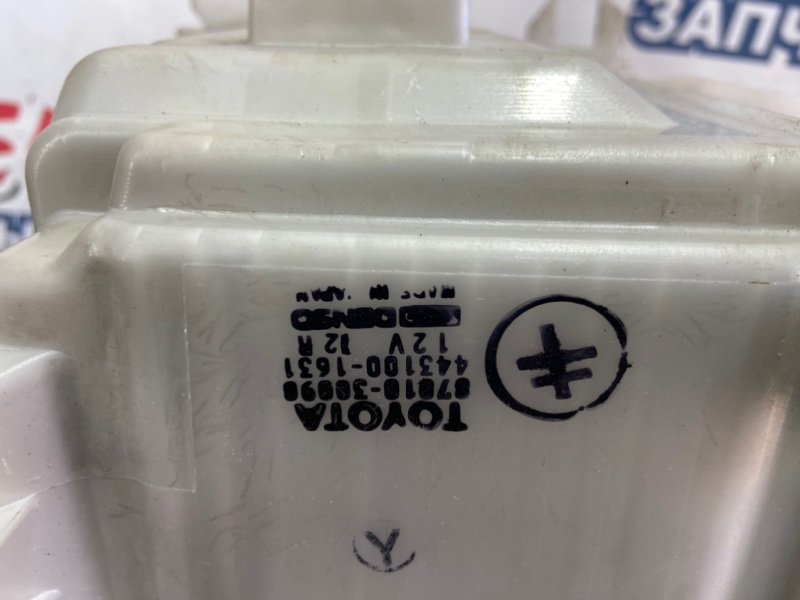 ЗАПЧ
TOYOTA
87010-30090
443100-1631
12V 12R
DENSO
MADE IN JAPAN
Y